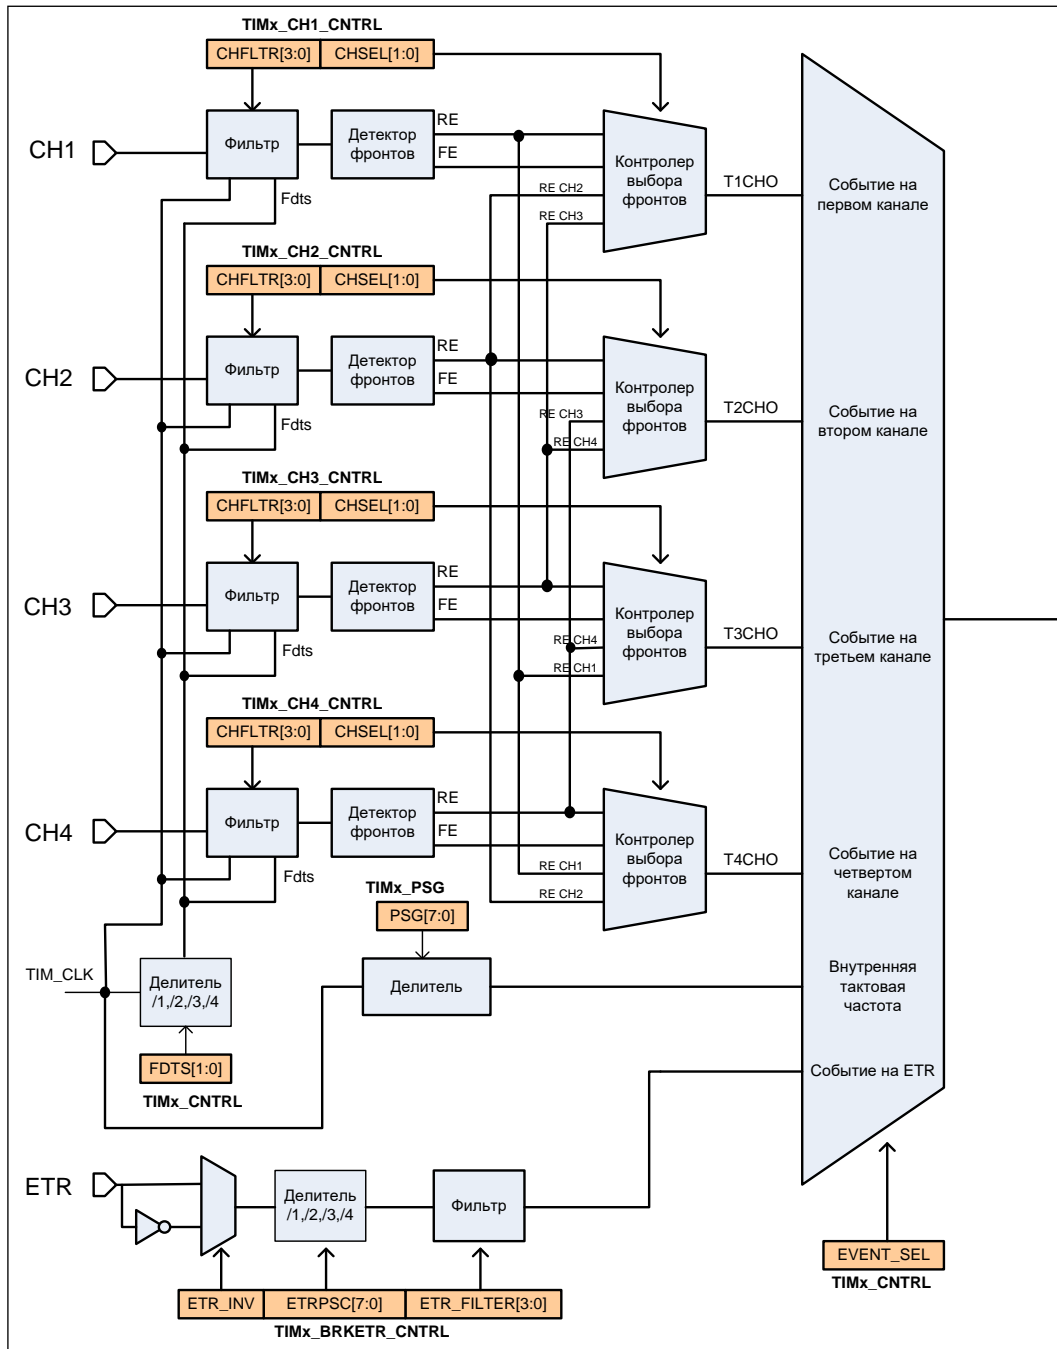 TIMx_CH1_CNTRL
CHFLTR[3:0] CHSEL[1:0]
CH1
Фильтр
Детектор
фронтов
RE
FE
RE CH2
RE CH3
Контролер
выбора
фронтов
T1CHO
Событие на
первом канале
Fdts
TIMx_CH2_CNTRL
CHFLTR[3:0] CHSEL[1:0]
CH2
Фильтр
Детектор
фронтов
RE
FE
RE CH3
RE CH4
Контролер
выбора
фронтов
T2CHO
Событие на
втором канале
Fdts
TIMx_CH3_CNTRL
CHFLTR[3:0] CHSEL[1:0]
CH3
Фильтр
Детектор
фронтов
RE
FE
RE CH4
RE CH1
Контролер
выбора
фронтов
T3CHO
Событие на
третьем канале
Fdts
TIMx_CH4_CNTRL
CHFLTR[3:0] CHSEL[1:0]
CH4
Фильтр
Детектор
фронтов
RE
FE
RE CH1
RE CH2
Контролер
выбора
фронтов
T4CHO
Событие на
четвертом
канале
Fdts
TIMx_PSG
PSG[7:0]
TIM_CLK
Делитель
/1,/2,/3,/4
Делитель
Внутренняя
тактовая
частота
FDTS[1:0]
TIMx_CNTRL
Событие на ETR
ETR
Делитель
/1,/2,/3,/4
Фильтр
ETR_INV ETRPSC[7:0] ETR_FILTER[3:0]
TIMx_BRKETR_CNTRL
EVENT_SEL
TIMx_CNTRL